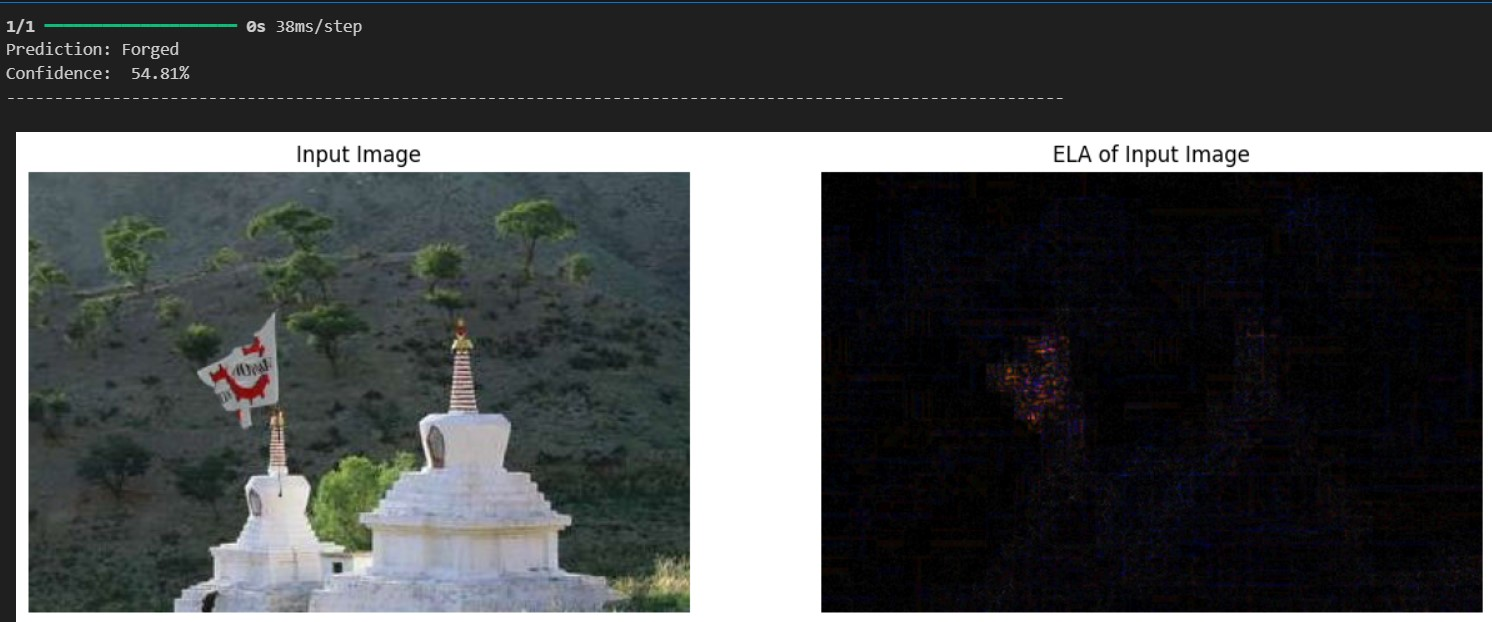 1/1 ━━━━━━━━━━━━━━━━━━━━ 0s 38ms/step
Prediction: Forged
Confidence:  54.81%
--------------------------------------------------------------------------------------------------------------
Input Image
ELA of Input Image